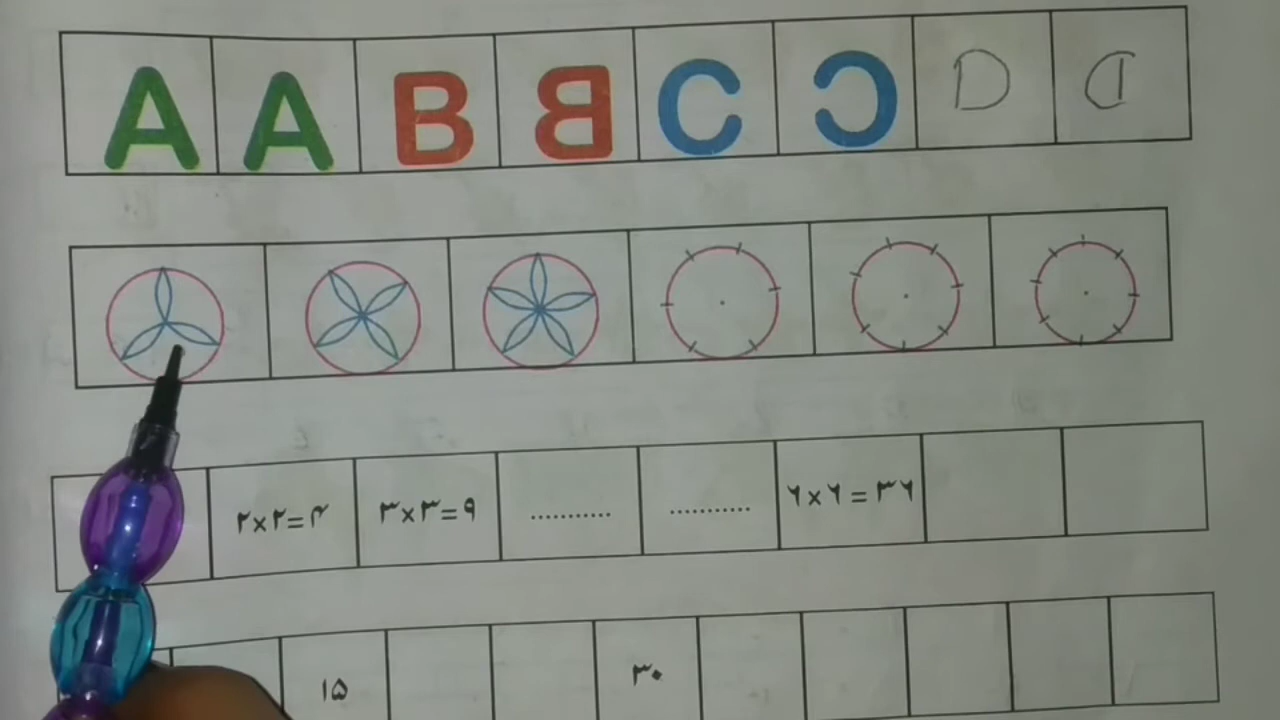 A A B ᗺ C Ɔ D ᗡ
۲×۲=۴ ۳×۳=۹ .......... .......... ۶×۶=۳۶
۱۵ ۳۰